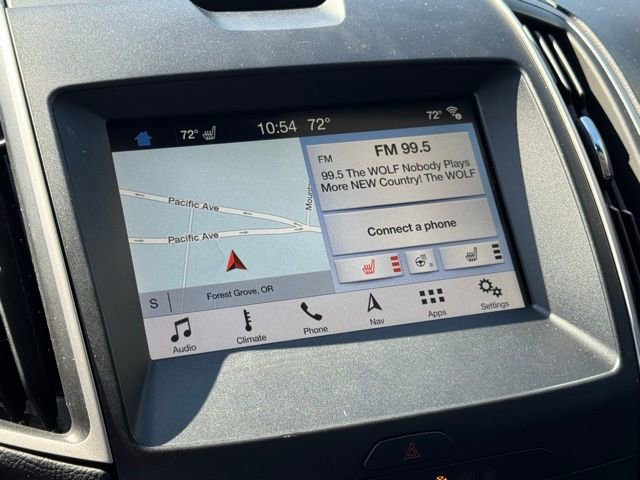 72° 10:54 72° 72°
FM FM 99.5
99.5 The WOLF Nobody Plays
More NEW Country! The WOLF
Connect a phone
Pacific Ave
Pacific Ave
S Forest Grove, OR
Audio Climate Phone Nav Apps Settings